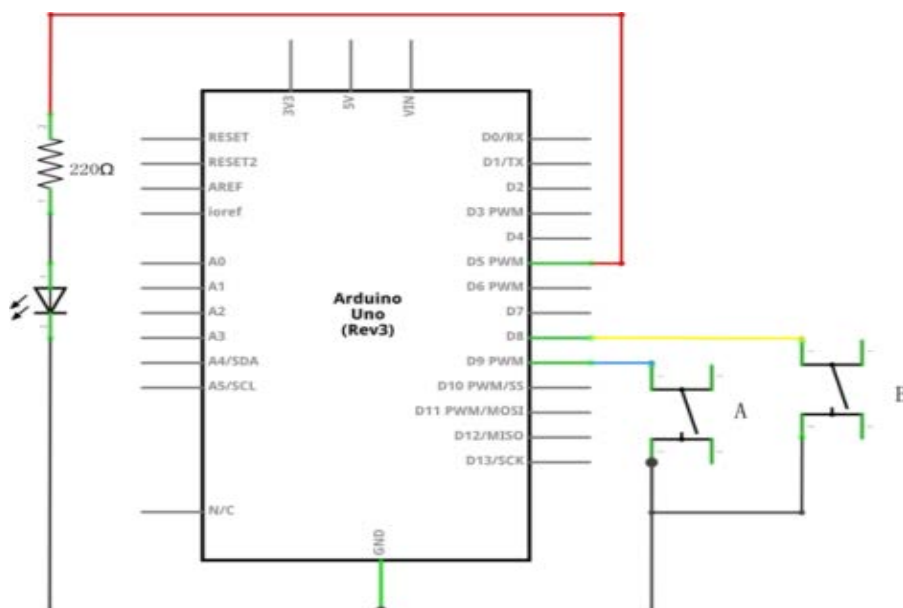 3V3
5V
VIN
RESET
RESET2
AREF
ioref
A0
A1
A2
A3
A4/SDA
A5/SCL
N/C
D0/RX
D1/TX
D2
D3 PWM
D4
D5 PWM
D6 PWM
D7
D8
D9 PWM
D10 PWM/SS
D11 PWM/MOSI
D12/MISO
D13/SCK
GND
Arduino
Uno
(Rev3)
220Ω
A